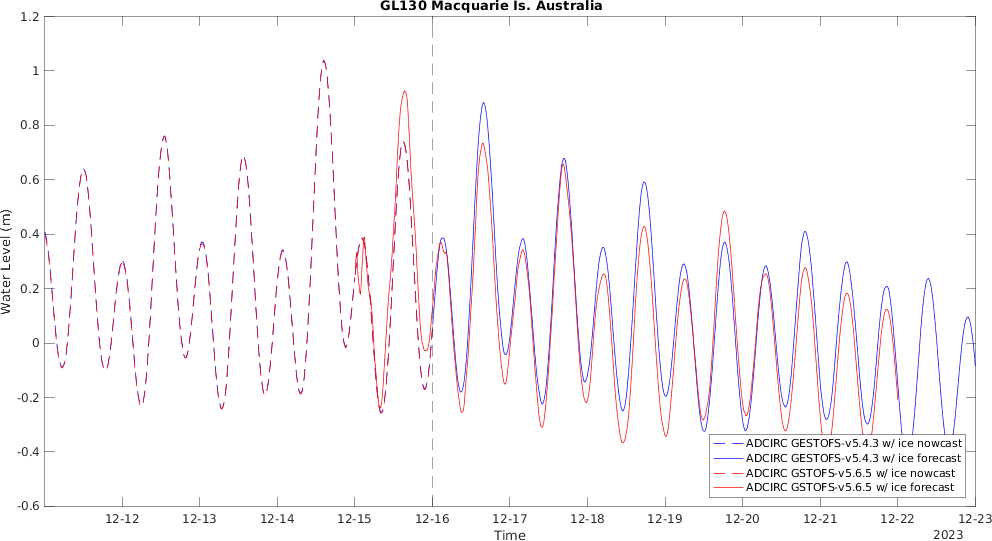 GL130 Macquarie Is. Australia
1.2
1
0.8
0.6
0.4
0.2
0
-0.2
-0.4
-0.6
Water Level (m)
ADCIRC GESTOFS-v5.4.3 w/ ice nowcast
ADCIRC GESTOFS-v5.4.3 w/ ice forecast
ADCIRC GSTOFS-v5.6.5 w/ ice nowcast
ADCIRC GSTOFS-v5.6.5 w/ ice forecast
12-12 12-13 12-14 12-15 12-16 12-17 12-18 12-19 12-20 12-21 12-22 12-23
Time
2023